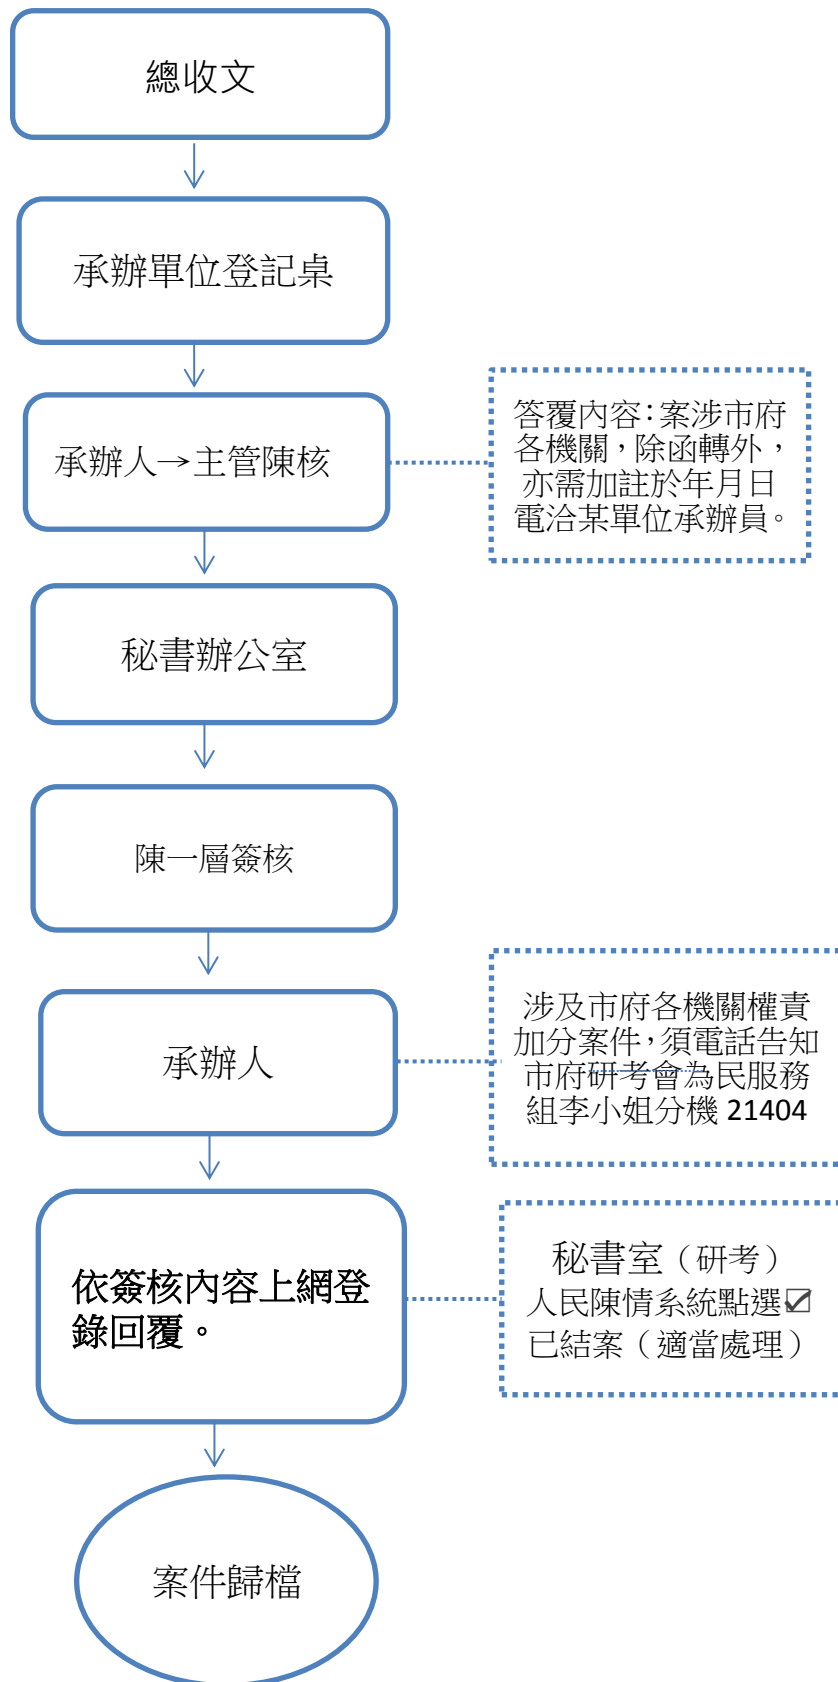 總收文
承辦單位登記桌
承辦人→主管陳核
答覆內容：案涉市府
各機關，除函轉外，
亦需加註於年月日
電洽某單位承辦員。
秘書辦公室
陳一層簽核
承辦人
涉及市府各機關權責
加分案件，須電話告知
市府研考會為民服務
組李小姐分機 21404
依簽核內容上網登
錄回覆。
秘書室（研考）
人民陳情系統點選☑
已結案（適當處理）
案件歸檔